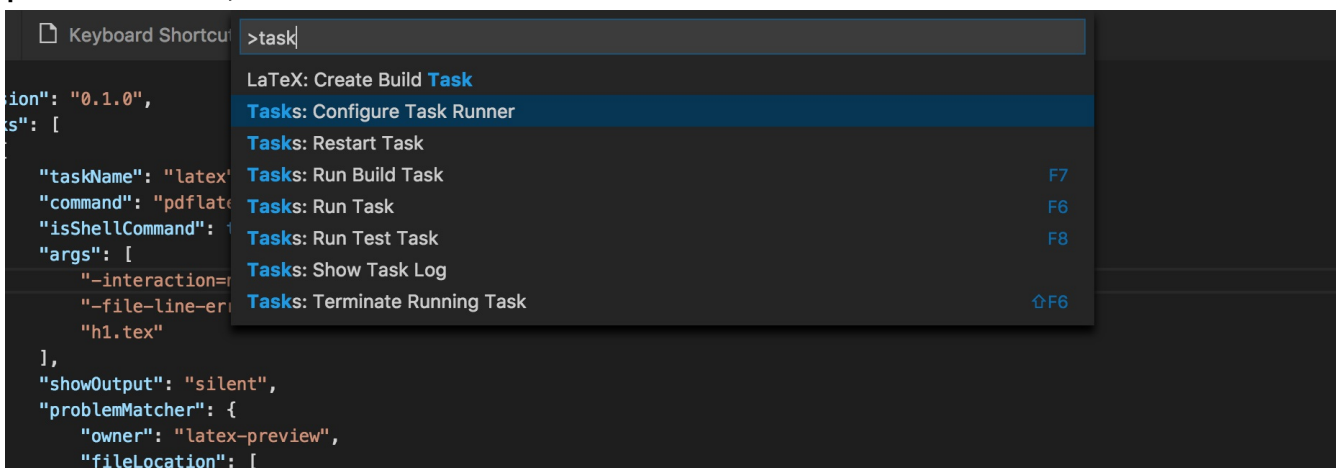 Keyboard Shortcut
>task
LaTeX: Create Build Task
Tasks: Configure Task Runner
Tasks: Restart Task
Tasks: Run Build Task F7
Tasks: Run Task F6
Tasks: Run Test Task F8
Tasks: Show Task Log
Tasks: Terminate Running Task ⇧F6
ion": "0.1.0",
s": [
"taskName": "latex"
"command": "pdflate
"isShellCommand":
"args": [
"-interaction=
"-file-line-er
"h1.tex"
],
"showOutput": "silent",
"problemMatcher": {
"owner": "latex-preview",
"fileLocation": [